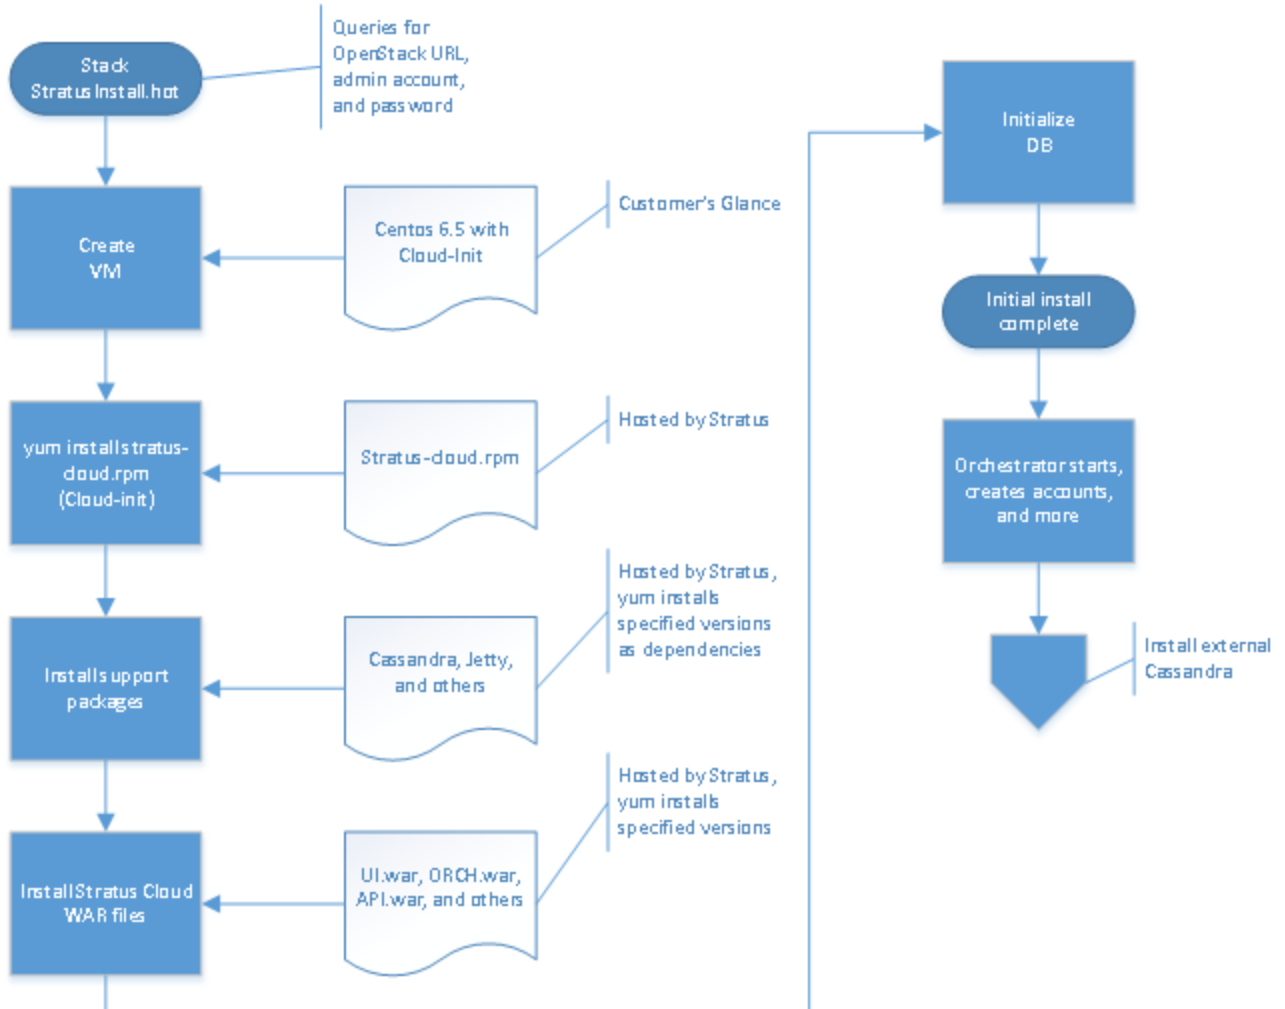 Stack
StratusInstall.hot
Queries for
OpenStack URL,
admin account,
and password
Create
VM
Centos 6.5 with
Cloud-Init
Customer's Glance
yum install stratus-
cloud.rpm
(Cloud-init)
Stratus-cloud.rpm
Hosted by Stratus
Install support
packages
Cassandra, Jetty,
and others
Hosted by Stratus,
yum installs
specified versions
as dependencies
Install Stratus Cloud
WAR files
UI.war, ORCH.war,
API.war, and others
Hosted by Stratus,
yum installs
specified versions
Initialize
DB
Initial install
complete
Orchestrator starts,
creates accounts,
and more
Install external
Cassandra